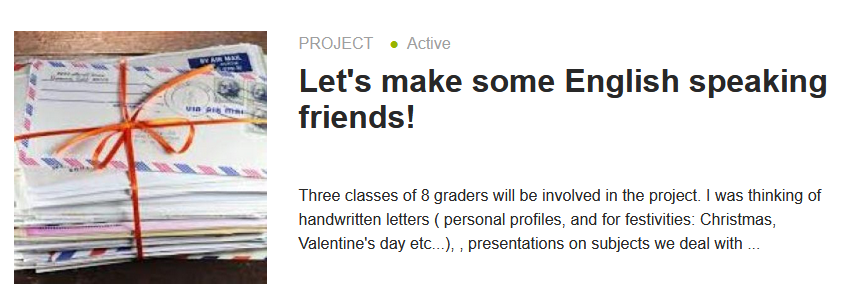 PROJECT ● Active
Let's make some English speaking
friends!
BY AIR MAIL
VIA AIR MAIL
Three classes of 8 graders will be involved in the project. I was thinking of
handwritten letters ( personal profiles, and for festivities: Christmas,
Valentine's day etc...), , presentations on subjects we deal with ...